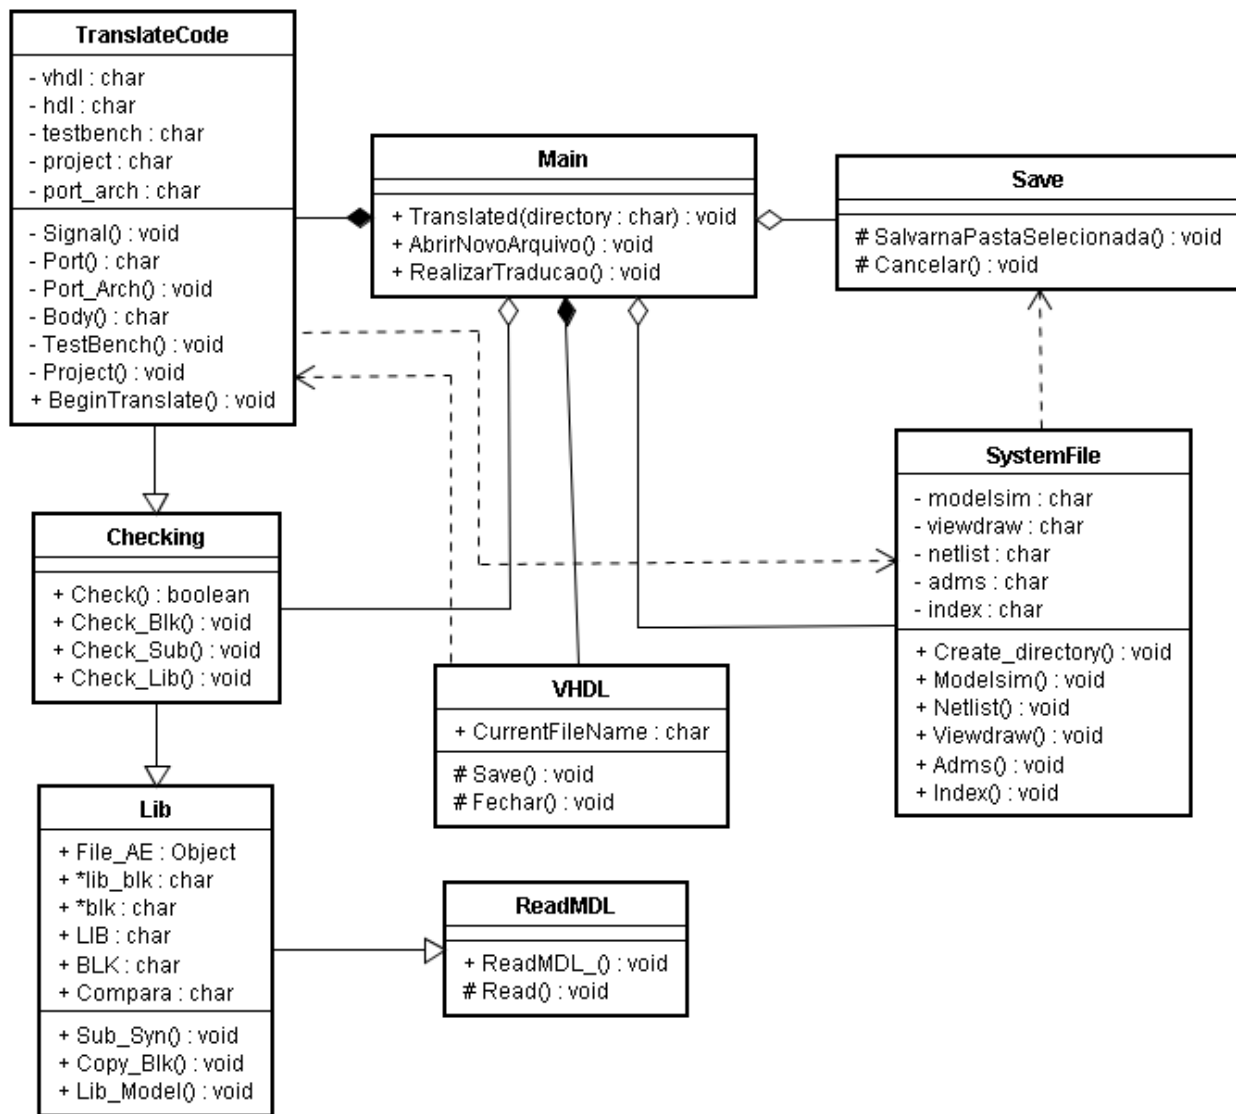 TranslateCode
- vhdl : char
- hdl : char
- testbench : char
- project : char
- port_arch : char
- Signal() : void
- Port() : char
- Port_Arch() : void
- Body() : char
- TestBench() : void
- Project() : void
+ BeginTranslate() : void
Main
+ Translated(directory : char) : void
+ AbrirNovoArquivo() : void
+ RealizarTraducao() : void
Save
# SalvarnaPastaSelecionada() : void
# Cancelar() : void
SystemFile
- modelsim : char
- viewdraw : char
- netlist : char
- adms : char
- index : char
+ Create_directory() : void
+ Modelsim() : void
+ Netlist() : void
+ Viewdraw() : void
+ Adms() : void
+ Index() : void
Checking
+ Check() : boolean
+ Check_Blk() : void
+ Check_Sub() : void
+ Check_Lib() : void
VHDL
+ CurrentFileName : char
# Save() : void
# Fechar() : void
Lib
+ File_AE : Object
+ *lib_blk : char
+ *blk : char
+ LIB : char
+ BLK : char
+ Compara : char
+ Sub_Syn() : void
+ Copy_Blk() : void
+ Lib_Model() : void
ReadMDL
+ ReadMDL_() : void
# Read() : void